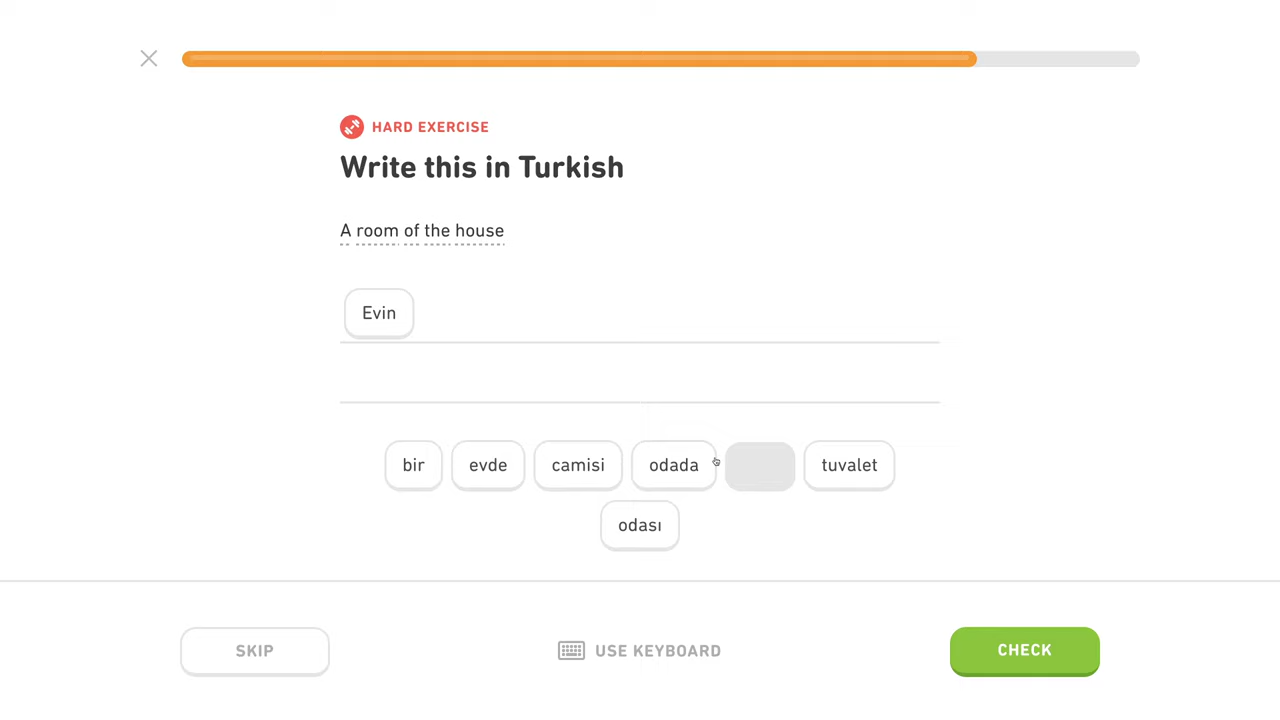 HARD EXERCISE
Write this in Turkish
A room of the house
Evin
bir evde camisi odada tuvalet
odası
SKIP USE KEYBOARD CHECK